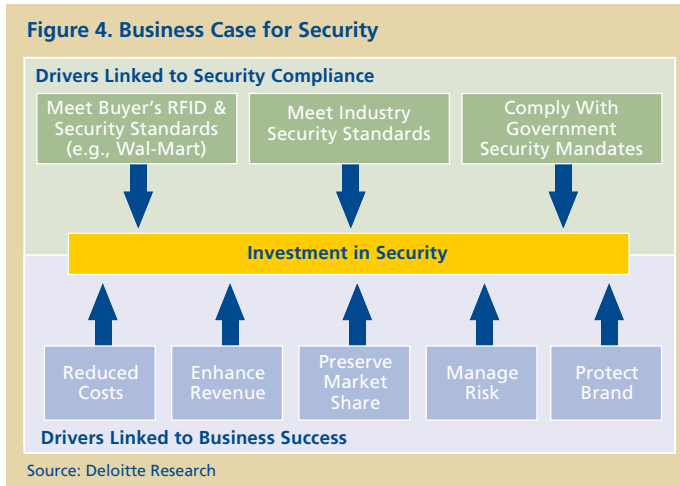 Figure 4. Business Case for Security
Drivers Linked to Security Compliance
Meet Buyer's RFID &
Security Standards
(e.g., Wal-Mart)
Meet Industry
Security Standards
Comply With
Government
Security Mandates
Investment in Security
Reduced
Costs
Enhance
Revenue
Preserve
Market
Share
Manage
Risk
Protect
Brand
Drivers Linked to Business Success
Source: Deloitte Research